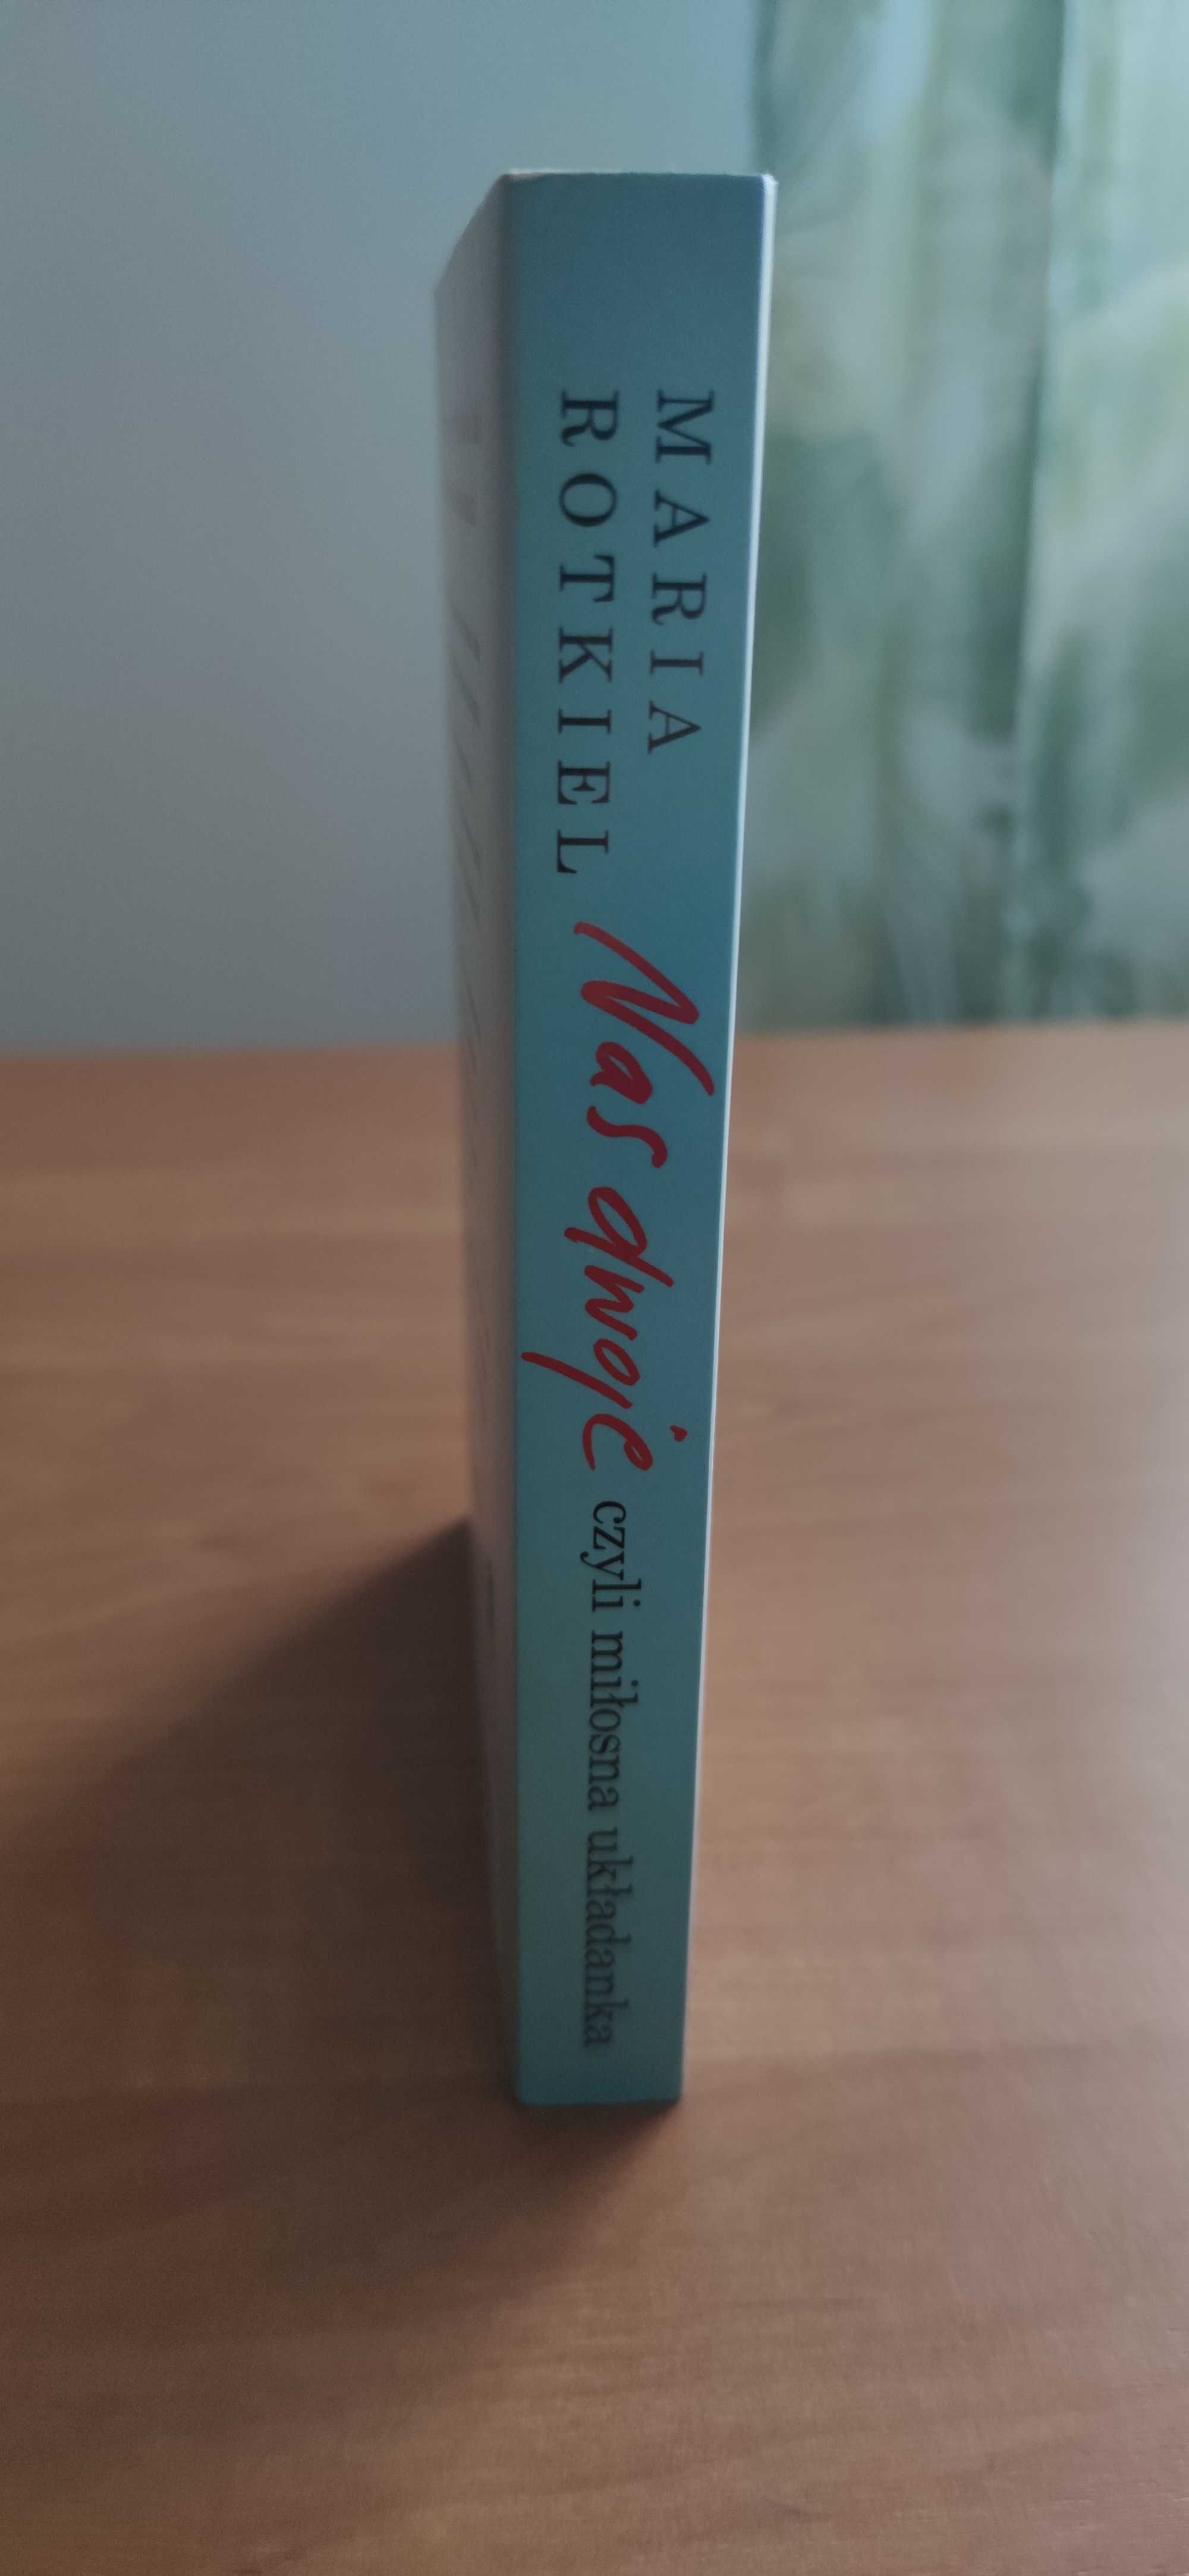 MARIA
ROTKIEL
Nas dwoje
czyli miłosna układanka